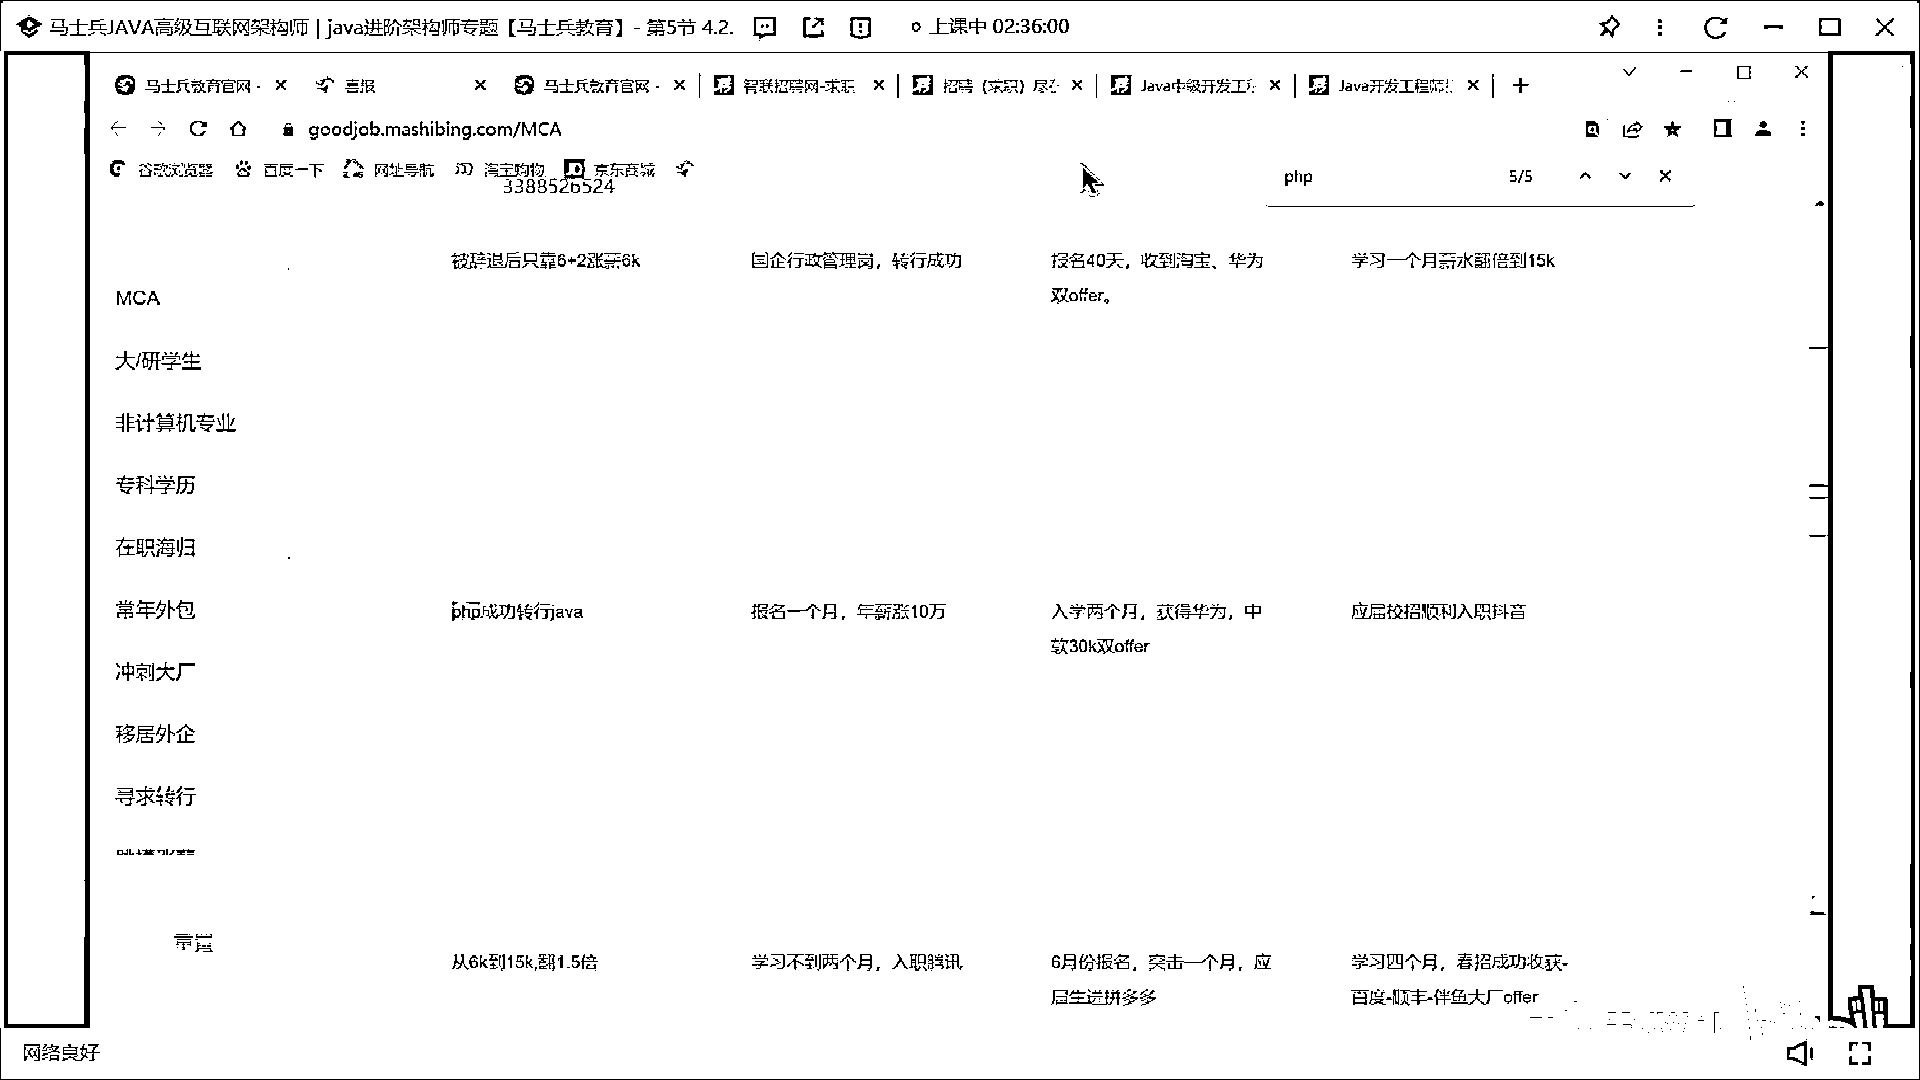 马士兵JAVA高级互联网架构师 | java进阶架构师专题【马士兵教育】- 第5节 4.2.
上课中 02:36:00
马士兵教育官网 -
喜报
马士兵教育官网 -
智联招聘网-求职
招聘（求职）尽在
Java中级开发工程
Java开发工程师招
goodjob.mashibing.com/MCA
谷歌浏览器
百度一下
网址导航
淘宝购物
京东商城
php
5/5
3388526524
MCA
大/研学生
非计算机专业
专科学历
在职海归
常年外包
冲刺大厂
移居外企
寻求转行
重置
被辞退后只靠6+2涨薪6k
国企行政管理岗，转行成功
报名40天，收到淘宝、华为
双offer。
学习一个月薪水翻倍到15k
php成功转行java
报名一个月，年薪涨10万
入学两个月，获得华为，中
软30k双offer
应届校招顺利入职抖音
从6k到15k,翻1.5倍
学习不到两个月，入职腾讯
6月份报名，突击一个月，应
届生进拼多多
学习四个月，春招成功收获-
百度-顺丰-伴鱼大厂offer
网络良好